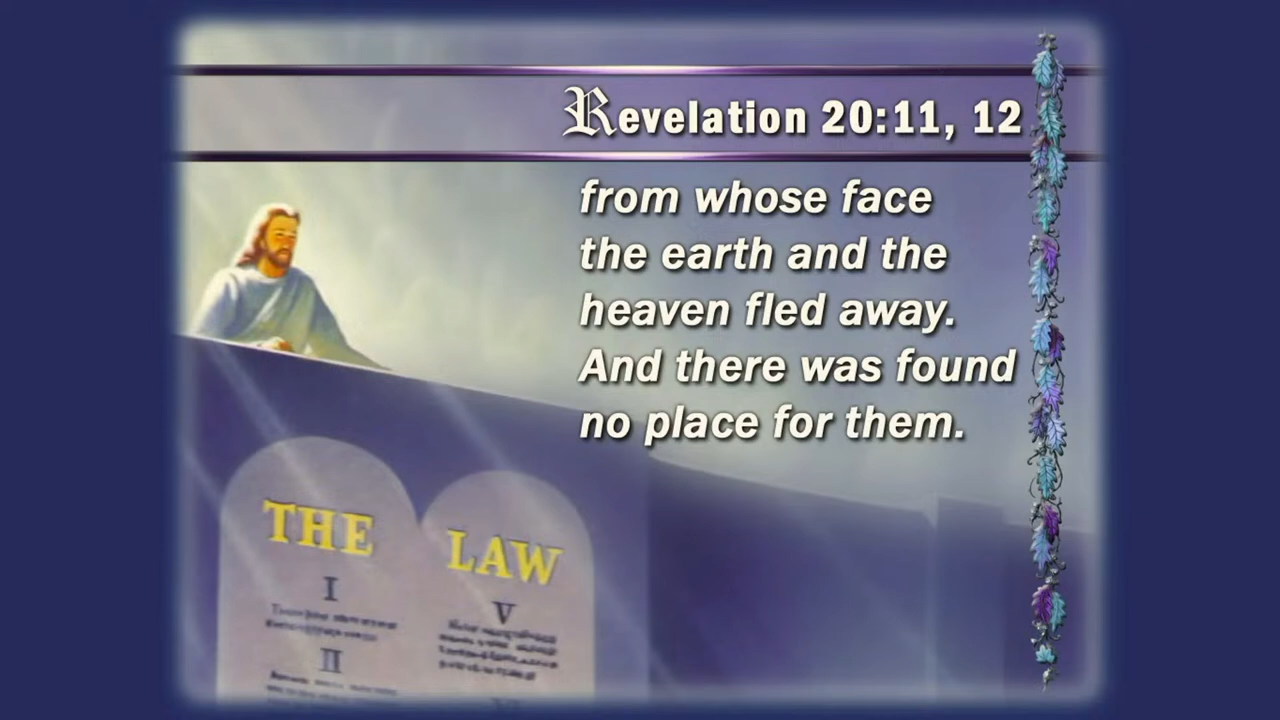 Revelation 20:11, 12
from whose face
the earth and the
heaven fled away.
And there was found
no place for them.
THE LAW
I
V
II